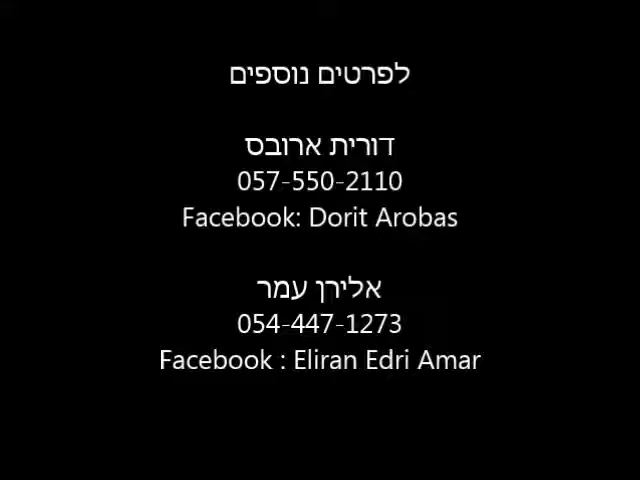 לפרטים נוספים
דורית ארובס
057-550-2110
Facebook: Dorit Arobas
אלירן עמר
054-447-1273
Facebook : Eliran Edri Amar